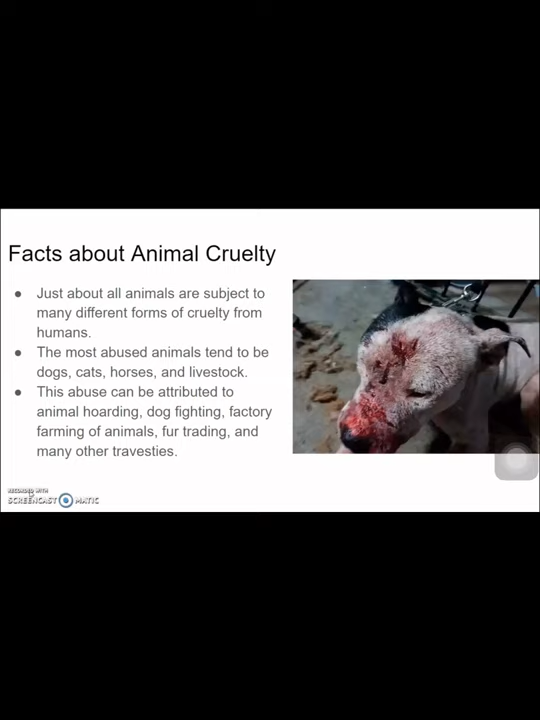 Facts about Animal Cruelty
● Just about all animals are subject to
many different forms of cruelty from
humans.
● The most abused animals tend to be
dogs, cats, horses, and livestock.
● This abuse can be attributed to
animal hoarding, dog fighting, factory
farming of animals, fur trading, and
many other travesties.
RECORDED WITH
SCREENCAST MATIC